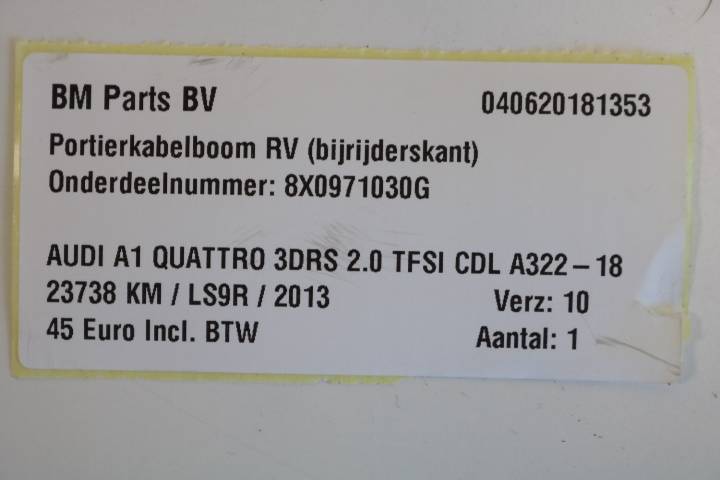 BM Parts BV 040620181353
Portierkabelboom RV (bijrijderskant)
Onderdeelnummer: 8X0971030G
AUDI A1 QUATTRO 3DRS 2.0 TFSI CDL A322-18
23738 KM / LS9R / 2013 Verz: 10
45 Euro Incl. BTW Aantal: 1